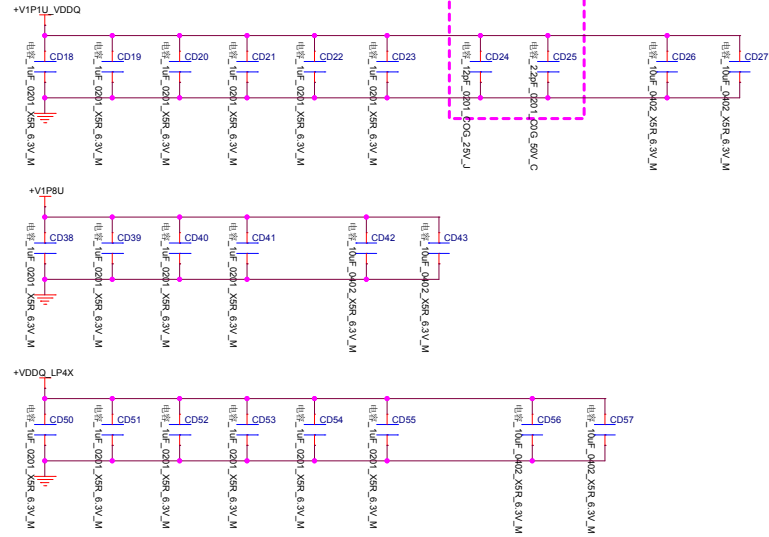 +V1P1U_VDDQ
CD18
CD19
CD20
CD21
CD22
CD23
CD24
CD25
CD26
CD27
电容_1uF_0201_X5R_6.3V_M
电容_1uF_0201_X5R_6.3V_M
电容_1uF_0201_X5R_6.3V_M
电容_1uF_0201_X5R_6.3V_M
电容_1uF_0201_X5R_6.3V_M
电容_1uF_0201_X5R_6.3V_M
电容_12pF_0201_C0G_25V_J
电容_2.2pF_0201_C0G_50V_C
电容_10uF_0402_X5R_6.3V_M
电容_10uF_0402_X5R_6.3V_M
+V1P8U
CD38
CD39
CD40
CD41
CD42
CD43
电容_1uF_0201_X5R_6.3V_M
电容_1uF_0201_X5R_6.3V_M
电容_1uF_0201_X5R_6.3V_M
电容_1uF_0201_X5R_6.3V_M
电容_10uF_0402_X5R_6.3V_M
电容_10uF_0402_X5R_6.3V_M
+VDDQ_LP4X
CD50
CD51
CD52
CD53
CD54
CD55
CD56
CD57
电容_1uF_0201_X5R_6.3V_M
电容_1uF_0201_X5R_6.3V_M
电容_1uF_0201_X5R_6.3V_M
电容_1uF_0201_X5R_6.3V_M
电容_1uF_0201_X5R_6.3V_M
电容_1uF_0201_X5R_6.3V_M
电容_10uF_0402_X5R_6.3V_M
电容_10uF_0402_X5R_6.3V_M